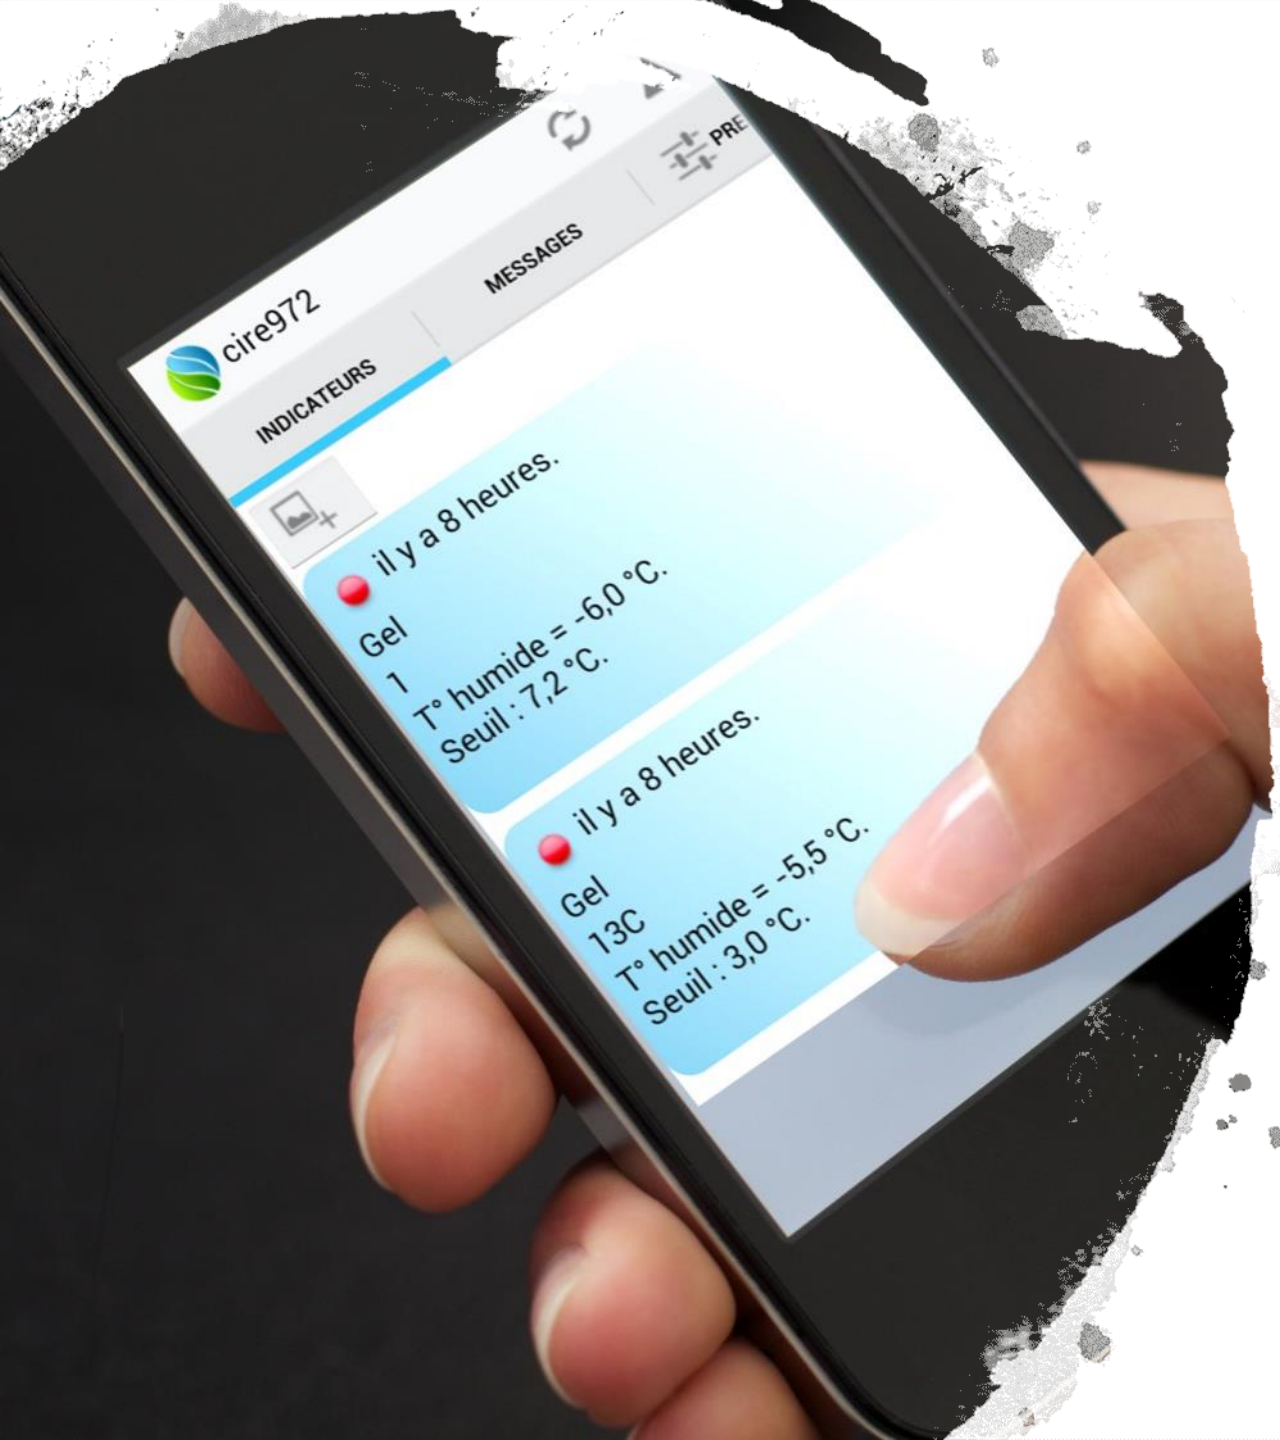 cire972
INDICATEURS
MESSAGES
PRE
il y a 8 heures.
Gel
1
T° humide = -6,0 °C.
Seuil : 7,2 °C.
il y a 8 heures.
Gel
13C
T° humide = -5,5 °C.
Seuil : 3,0 °C.